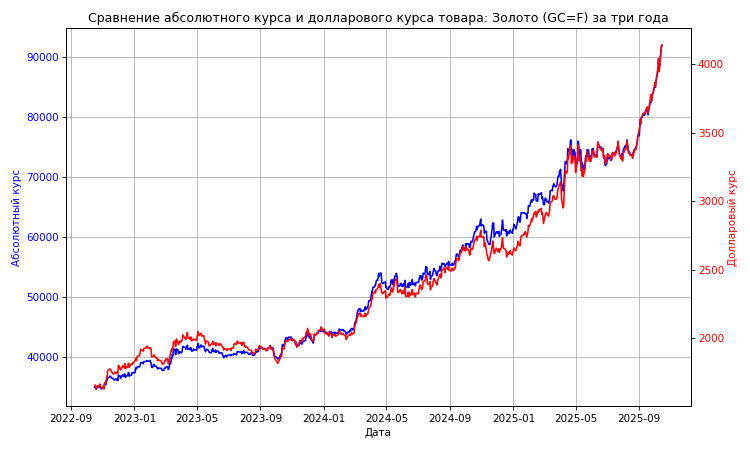 Сравнение абсолютного курса и долларового курса товара: Золото (GC=F) за три года
90000
80000
70000
60000
50000
40000
Абсолютный курс
4000
3500
3000
2500
2000
Долларовый курс
2022-09 2023-01 2023-05 2023-09 2024-01 2024-05 2024-09 2025-01 2025-05 2025-09
Дата